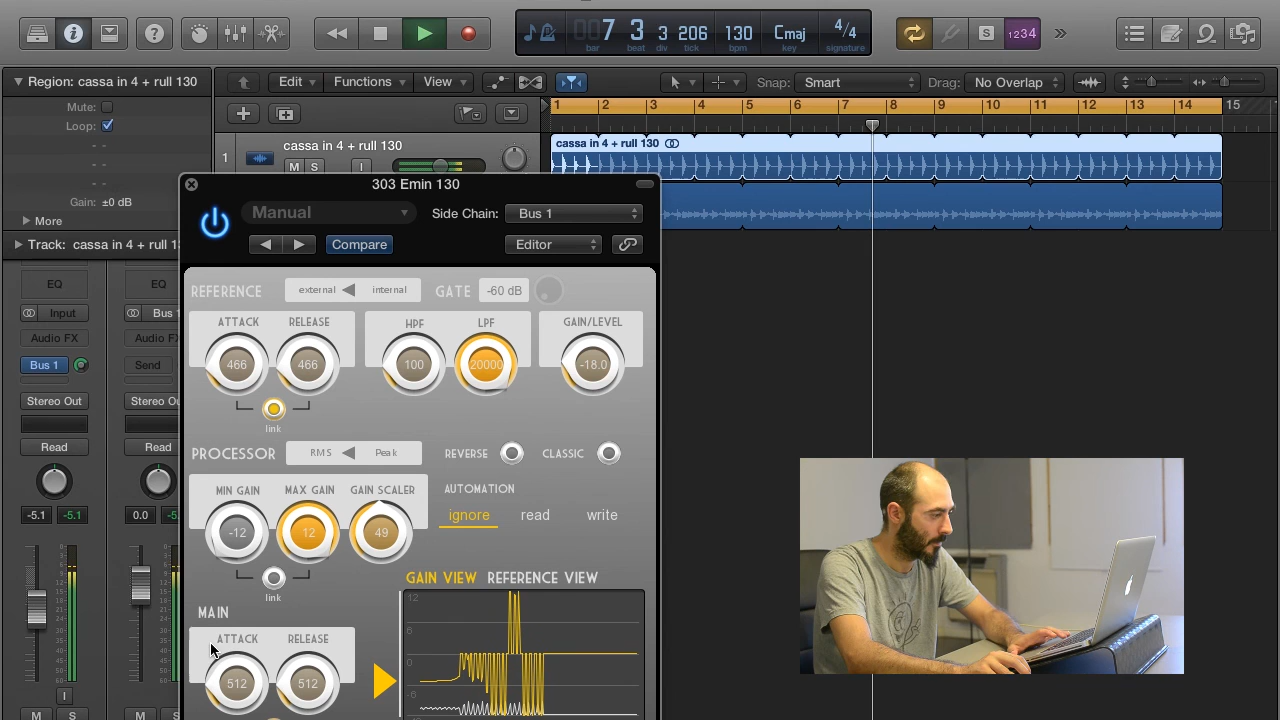 7 3 3 206 130 Cmaj 4/4
bar beat div tick bpm key signature
S 1234
Region: cassa in 4 + rull 130
Edit Functions View Snap: Smart Drag: No Overlap
Mute:
Loop:
Gain: ±0 dB
More
Track: cassa in 4 + rull 1
1 2 3 4 5 6 7 8 9 10 11 12 13 14 15
1 cassa in 4 + rull 130
M S I
cassa in 4 + rull 130
303 Emin 130
Manual Side Chain: Bus 1
Compare Editor
EQ EQ
Input Bus
Audio FX Audio F
Bus 1 Send
Stereo Out Stereo Ou
Read Read
-5.1 -5.1 0.0 -5.
I
M S M S
REFERENCE external internal GATE -60 dB
ATTACK RELEASE HPF LPF GAIN/LEVEL
466 466 100 20000 -18.0
link
PROCESSOR RMS Peak REVERSE CLASSIC
MIN GAIN MAX GAIN GAIN SCALER AUTOMATION
-12 12 49 ignore read write
link
GAIN VIEW REFERENCE VIEW
MAIN
ATTACK RELEASE
512 512
12
6
0
-6